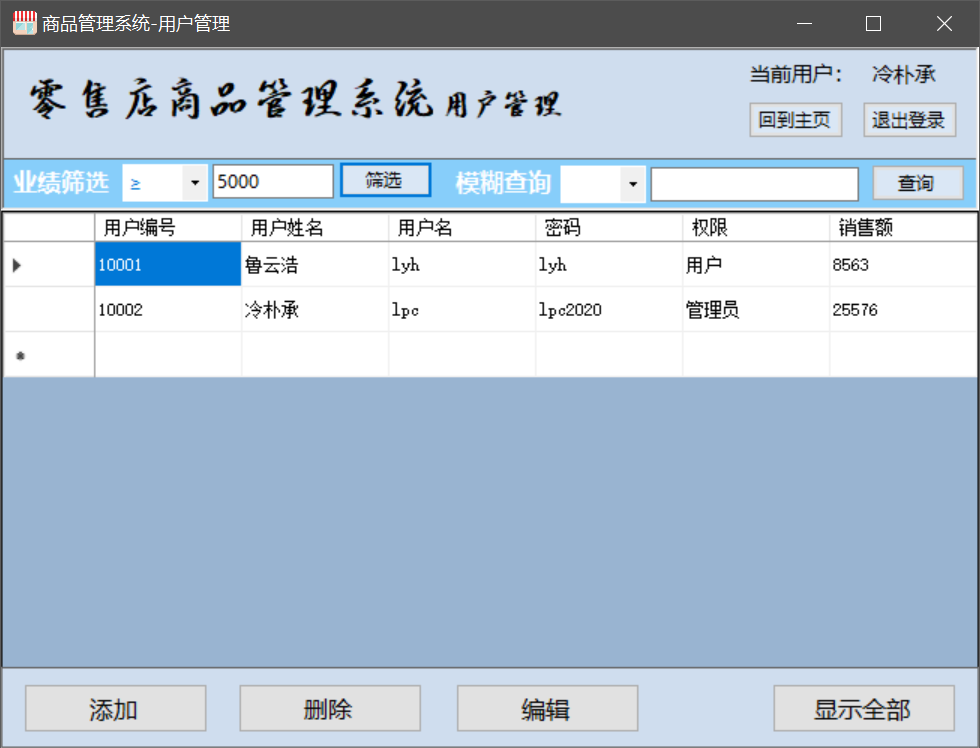 商品管理系统-用户管理
零售店商品管理系统用户管理
当前用户： 冷朴承
回到主页 退出登录
业绩筛选 ≥ 5000 筛选 模糊查询 查询
用户编号 用户姓名 用户名 密码 权限 销售额
10001 鲁云浩 lyh lyh 用户 8563
10002 冷朴承 lpc lpc2020 管理员 25576
添加 删除 编辑 显示全部